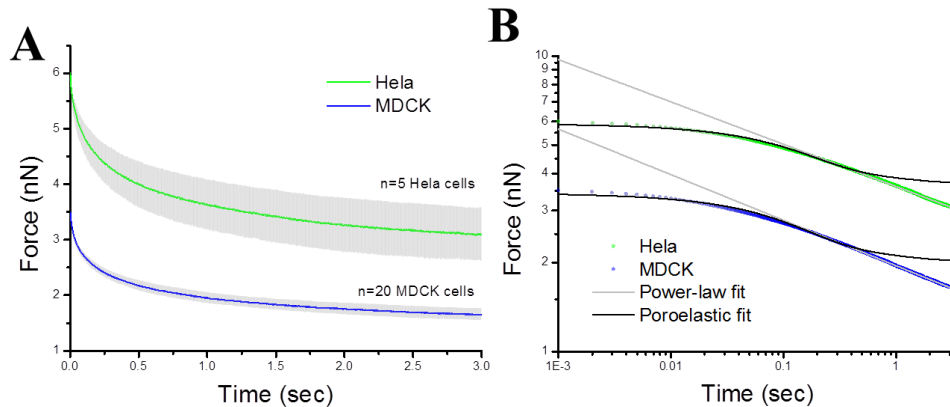 A
Force (nN)
6
5
4
3
2
1
Hela
MDCK
n=5 Hela cells
n=20 MDCK cells
0.0
0.5
1.0
1.5
2.0
2.5
3.0
Time (sec)
B
Force (nN)
10
9
8
7
6
5
4
3
2
1
Hela
MDCK
Power-law fit
Poroelastic fit
1E-3
0.01
0.1
1
Time (sec)